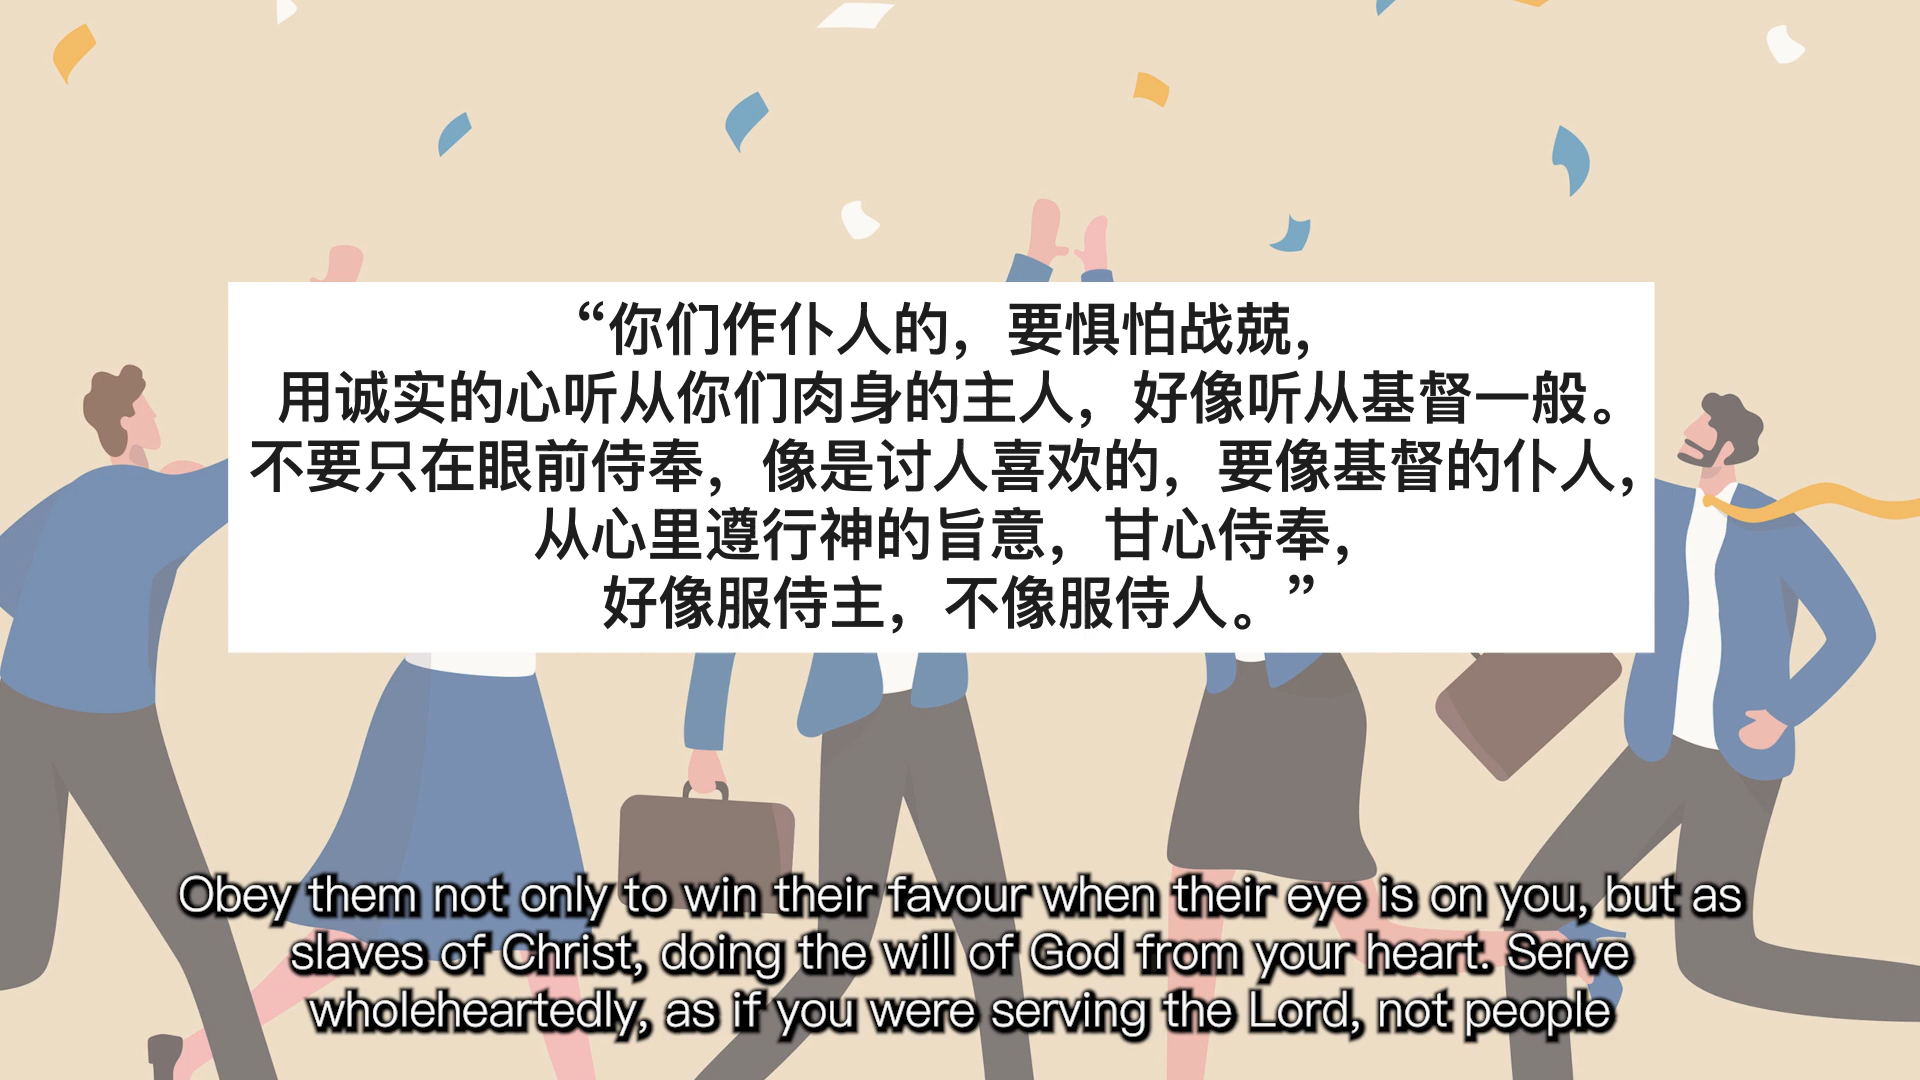 “你们作仆人的，要惧怕战兢，
用诚实的心听从你们肉身的主人，好像听从基督一般。
不要只在眼前侍奉，像是讨人喜欢的，要像基督的仆人，
从心里遵行神的旨意，甘心侍奉，
好像服侍主，不像服侍人。”
Obey them not only to win their favour when their eye is on you, but as
slaves of Christ, doing the will of God from your heart. Serve
wholeheartedly, as if you were serving the Lord, not people